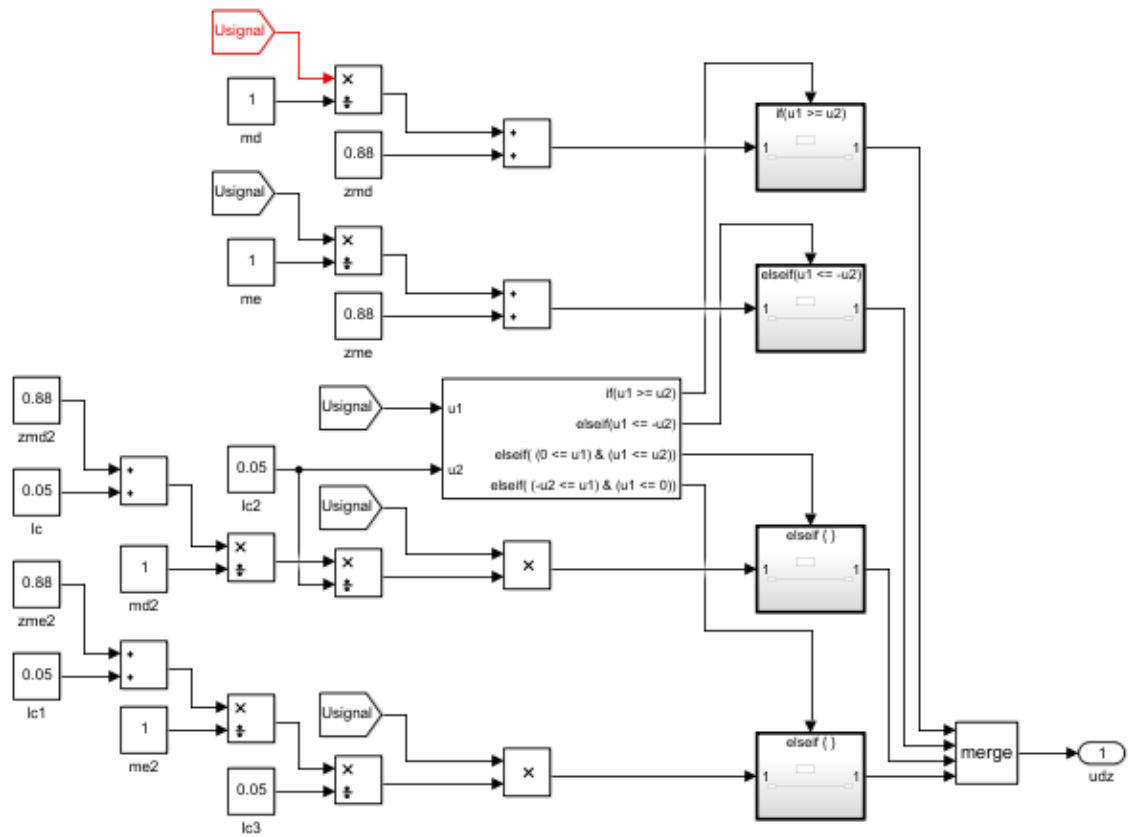 Usignal
×
÷
1
md
+
+
0.88
zmd
if(u1 >= u2)
1
1
Usignal
×
÷
1
me
+
+
0.88
zme
elseif(u1 <= -u2)
1
1
Usignal
u1
u2
if(u1 >= u2)
elseif(u1 <= -u2)
elseif( (0 <= u1) & (u1 <= u2))
elseif( (-u2 <= u1) & (u1 <= 0))
0.88
zmd2
+
+
0.05
lc
0.05
lc2
Usignal
×
÷
1
md2
×
÷
×
elseif ( )
1
1
0.88
zme2
+
+
0.05
lc1
×
÷
1
me2
Usignal
×
÷
0.05
lc3
×
elseif ( )
1
1
merge
1
udz